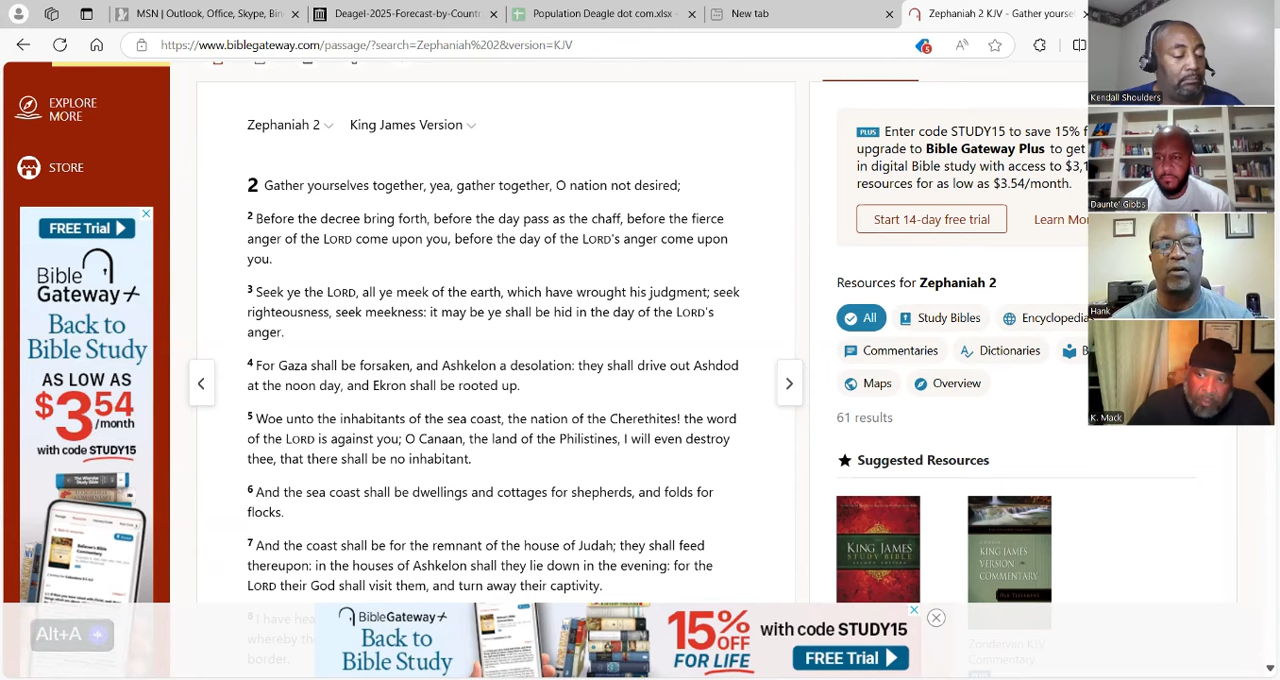 MSN | Outlook, Office, Skype, Bin
Deagel-2025-Forecast-by-Count
Population Deagle dot com.xlsx -
New tab
Zephaniah 2 KJV - Gather yourse
https://www.biblegateway.com/passage/?search=Zephaniah%202&version=KJV
5
EXPLORE
MORE
STORE
FREE Trial
Bible
Gateway+
Back to
Bible Study
AS LOW AS
$3.54
/month
with code STUDY15
Zephaniah 2
King James Version
2 Gather yourselves together, yea, gather together, O nation not desired;
2 Before the decree bring forth, before the day pass as the chaff, before the fierce
anger of the LORD come upon you, before the day of the LORD's anger come upon
you.
3 Seek ye the LORD, all ye meek of the earth, which have wrought his judgment; seek
righteousness, seek meekness: it may be ye shall be hid in the day of the LORD's
anger.
4 For Gaza shall be forsaken, and Ashkelon a desolation: they shall drive out Ashdod
at the noon day, and Ekron shall be rooted up.
5 Woe unto the inhabitants of the sea coast, the nation of the Cherethites! the word
of the LORD is against you; O Canaan, the land of the Philistines, I will even destroy
thee, that there shall be no inhabitant.
6 And the sea coast shall be dwellings and cottages for shepherds, and folds for
flocks.
7 And the coast shall be for the remnant of the house of Judah; they shall feed
thereupon: in the houses of Ashkelon shall they lie down in the evening: for the
LORD their God shall visit them, and turn away their captivity.
8 I have hea
whereby the
border.
PLUS Enter code STUDY15 to save 15% f
upgrade to Bible Gateway Plus to get
in digital Bible study with access to $3,1
resources for as low as $3.54/month.
Start 14-day free trial
Learn Mor
Resources for Zephaniah 2
All
Study Bibles
Encyclopedia
Commentaries
Dictionaries
B
Maps
Overview
61 results
Suggested Resources
KING JAMES
STUDY BIBLE
KING JAMES
VERSION
COMMENTARY
Zondervan KJV
Commentary
Kendall Shoulders
Daunte' Gibbs
Hank
K. Mack
Alt+A
BibleGateway+
Back to
Bible Study
15%
OFF
FOR LIFE
with code STUDY15
FREE Trial